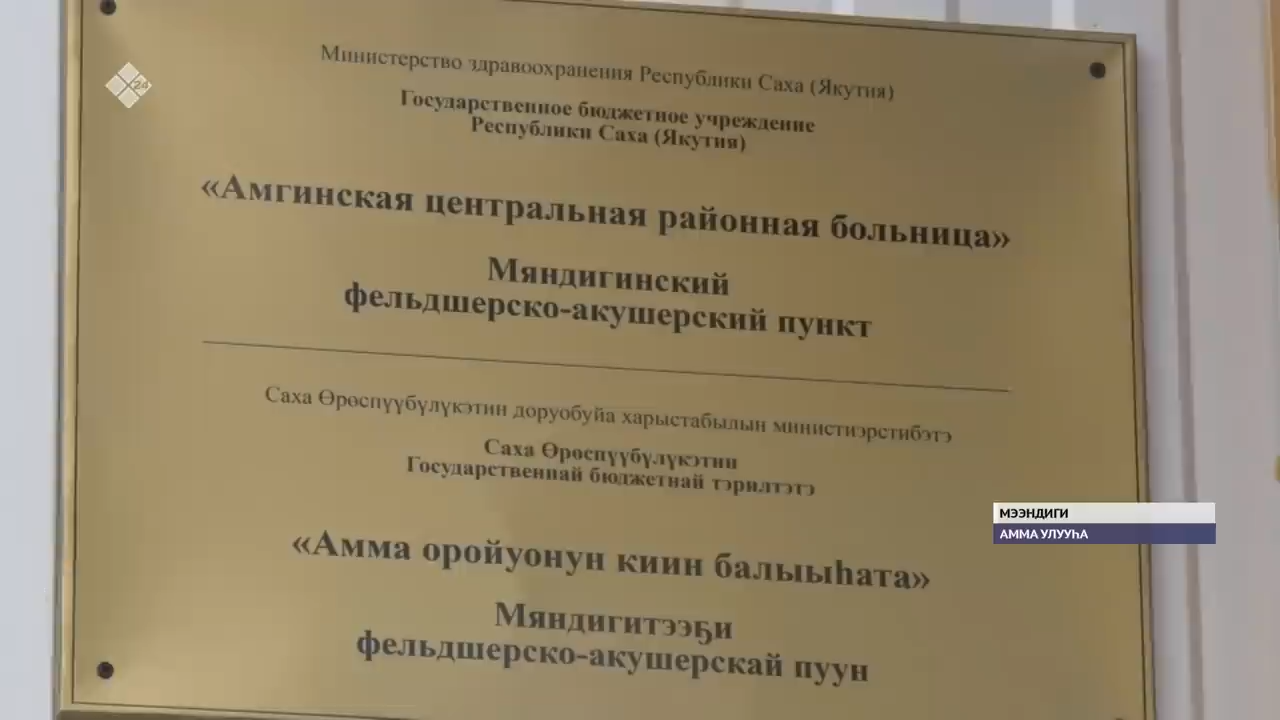 Министерство здравоохранения Республики Саха (Якутия)
Государственное бюджетное учреждение
Республики Саха (Якутия)
«Амгинская центральная районная больница»
Мяндигинский
фельдшерско-акушерский пункт
Саха Өрөспүүбүлүкэтин доруобуйа харыстабылын министиэрстибэтэ
Саха Өрөспүүбүлүкэтин
Государственнай бюджетнай тэрилтэтэ
«Амма оройуонун киин балыыһата»
Мяндигитээҕи
фельдшерско-акушерскай пуун
МЭЭНДИГИ
АММА УЛУУҺА
24